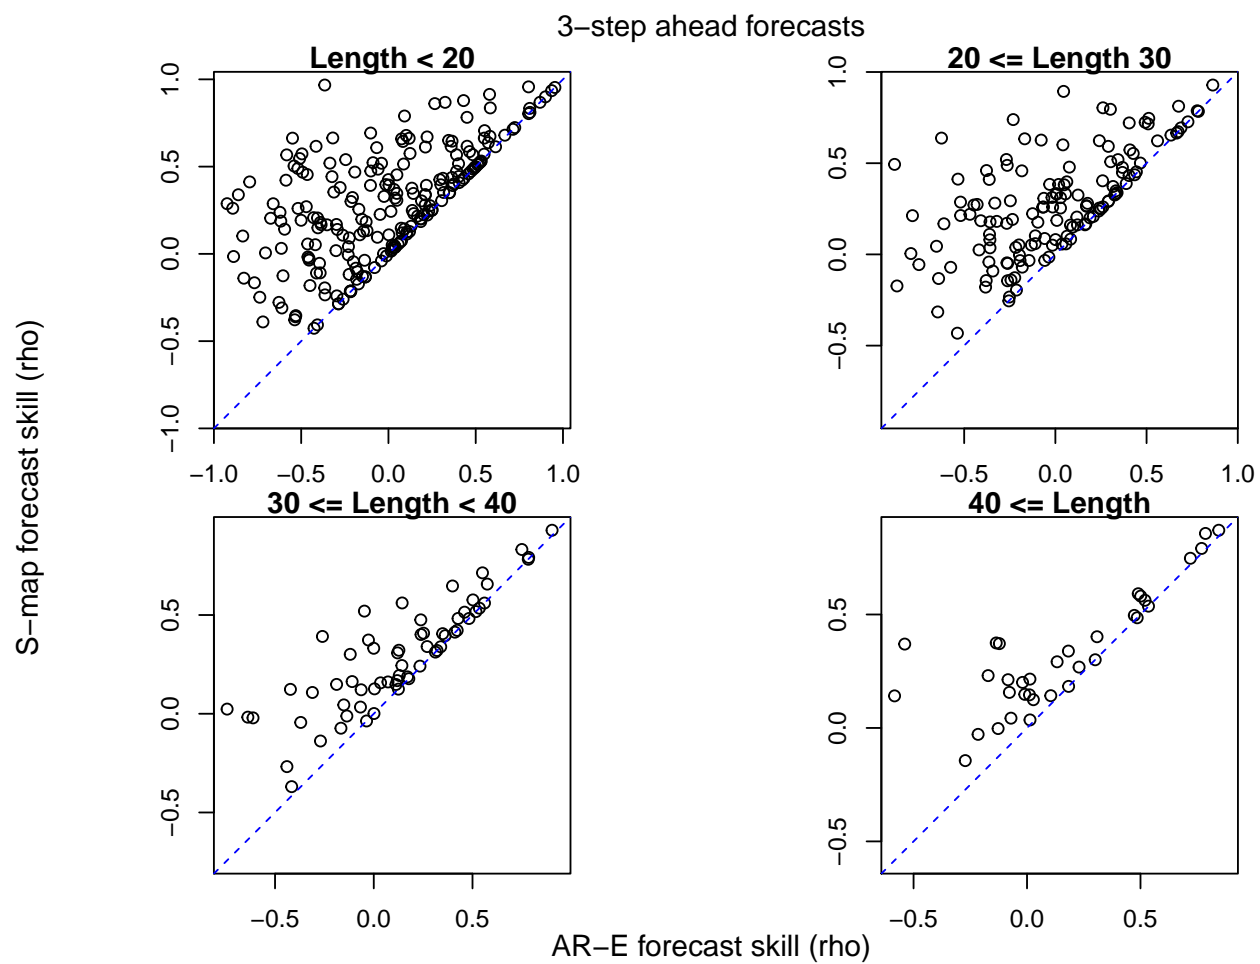 3−step ahead forecasts
Length < 20
20 <= Length 30
1.0
0.5
0.0
−0.5
−1.0
−1.0 −0.5 0.0 0.5 1.0
1.0
0.5
0.0
−0.5
−0.5 0.0 0.5 1.0
30 <= Length < 40
40 <= Length
0.5
0.0
−0.5
−0.5 0.0 0.5
0.5
0.0
−0.5
−0.5 0.0 0.5
S−map forecast skill (rho)
AR−E forecast skill (rho)